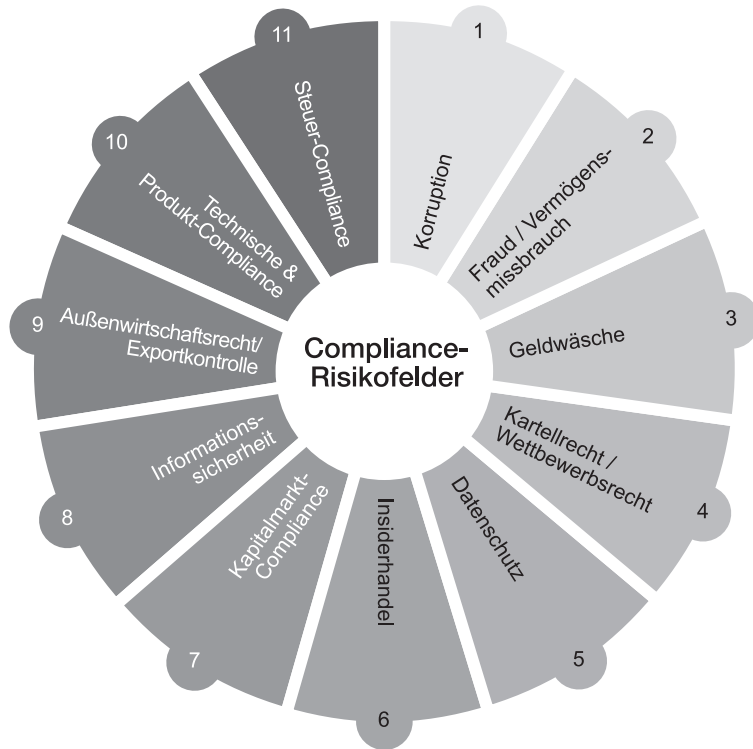 Compliance-
Risikofelder
1
Korruption
2
Fraud / Vermögens-
missbrauch
3
Geldwäsche
4
Kartellrecht /
Wettbewerbsrecht
5
Datenschutz
6
Insiderhandel
7
Kapitalmarkt-
Compliance
8
Informations-
sicherheit
9
Außenwirtschaftsrecht/
Exportkontrolle
10
Technische &
Produkt-Compliance
11
Steuer-Compliance